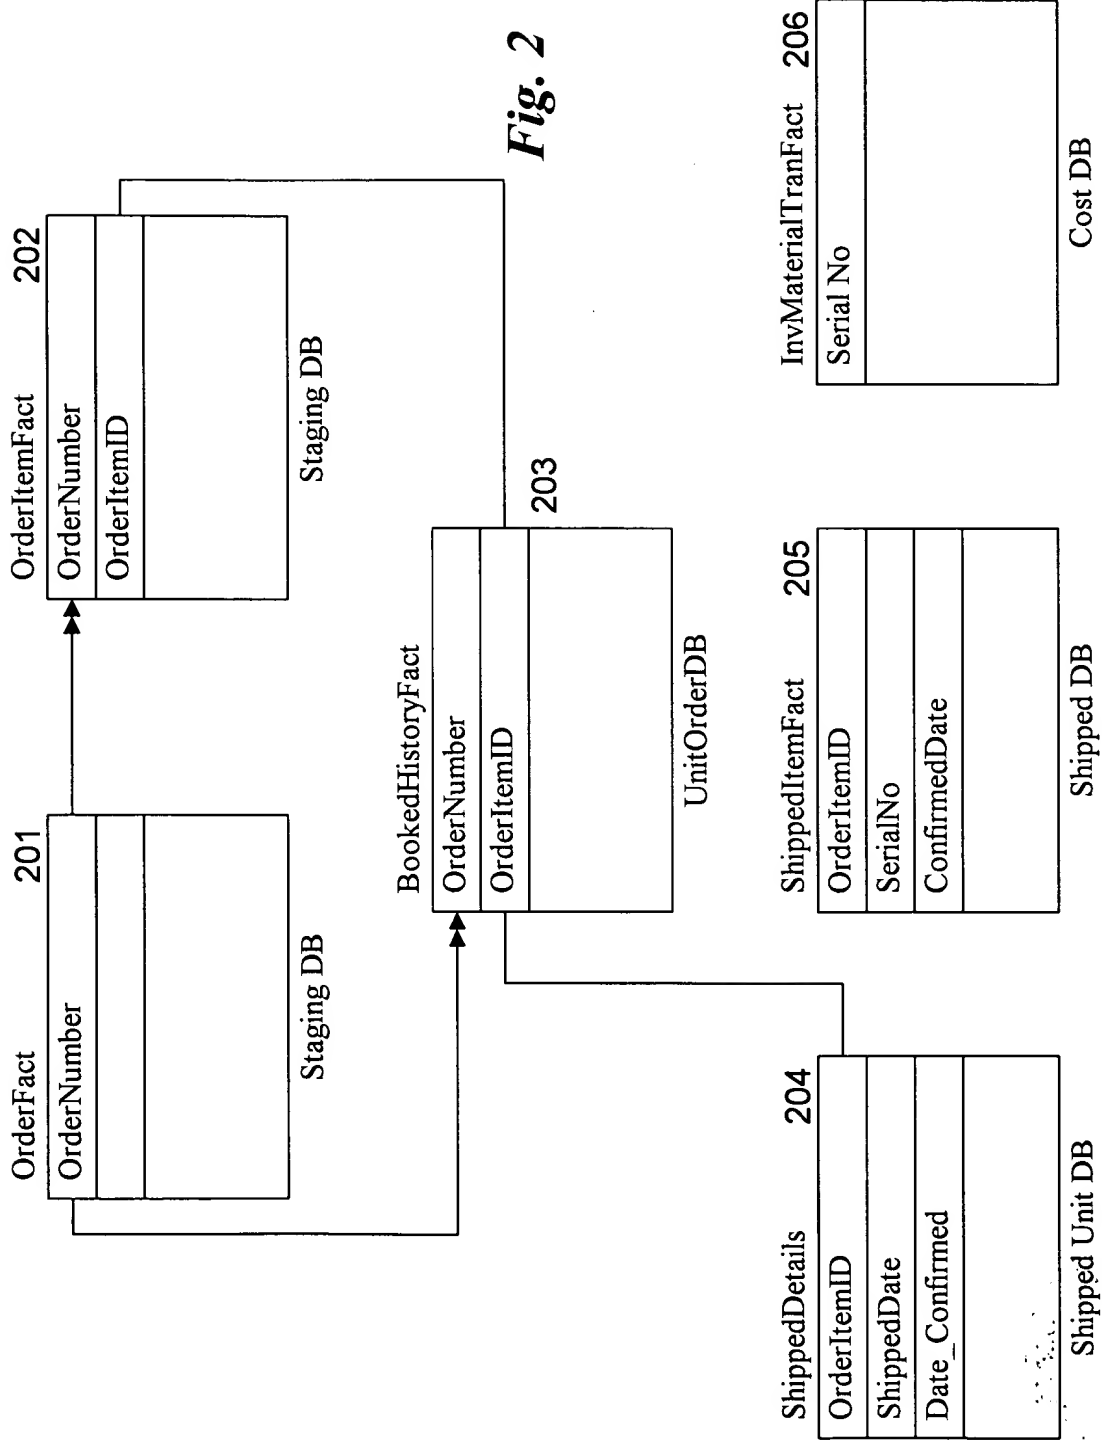 OrderFact
201
OrderNumber
Staging DB
OrderItemFact
202
OrderNumber
OrderItemID
Staging DB
BookedHistoryFact
OrderNumber
OrderItemID
203
UnitOrderDB
Fig. 2
ShippedDetails
204
OrderItemID
ShippedDate
Date_Confirmed
Shipped Unit DB
ShippedItemFact
205
OrderItemID
SerialNo
ConfirmedDate
Shipped DB
InvMaterialTranFact
206
Serial No
Cost DB